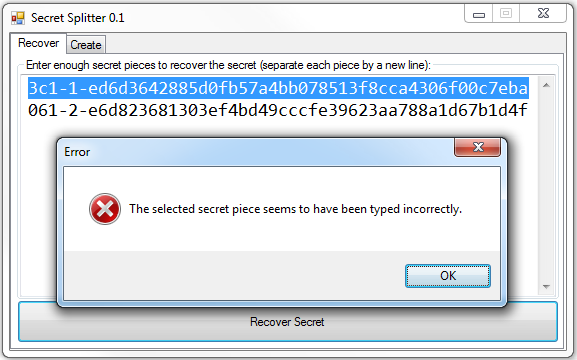 Secret Splitter 0.1
Recover Create
Enter enough secret pieces to recover the secret (separate each piece by a new line):
3c1-1-ed6d3642885d0fb57a4bb078513f8cca4306f00c7eba
061-2-e6d823681303ef4bd49cccfe39623aa788a1d67b1d4f
Error
The selected secret piece seems to have been typed incorrectly.
OK
Recover Secret